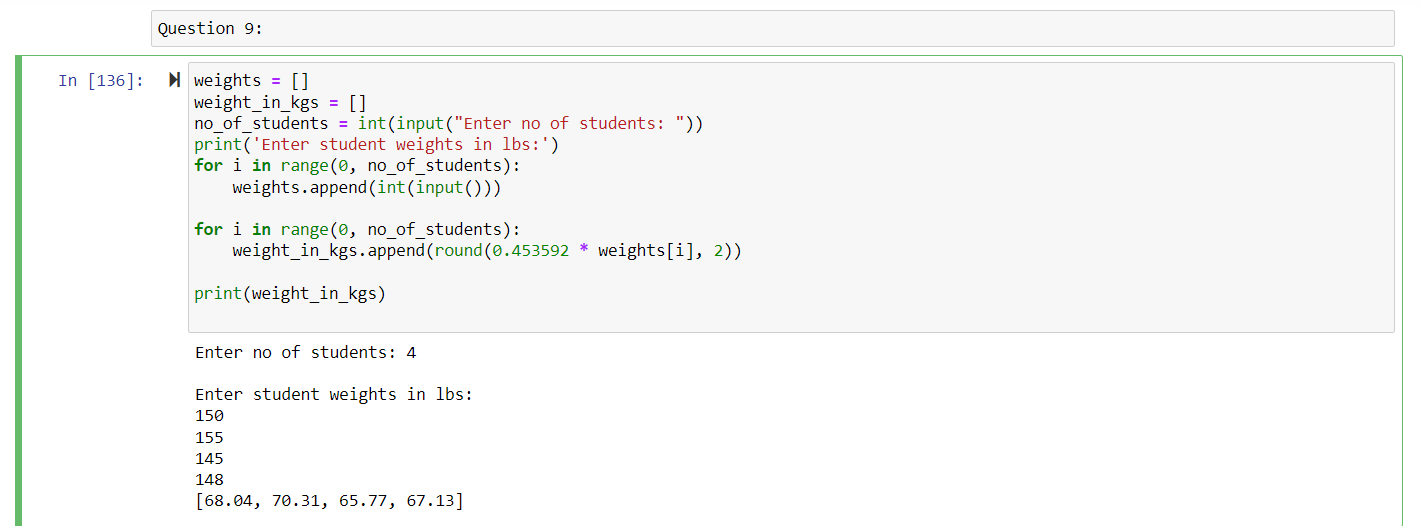 Question 9:
In [136]:
weights = []
weight_in_kgs = []
no_of_students = int(input("Enter no of students: "))
print('Enter student weights in lbs:')
for i in range(0, no_of_students):
    weights.append(int(input()))

for i in range(0, no_of_students):
    weight_in_kgs.append(round(0.453592 * weights[i], 2))

print(weight_in_kgs)
Enter no of students: 4

Enter student weights in lbs:
150
155
145
148
[68.04, 70.31, 65.77, 67.13]